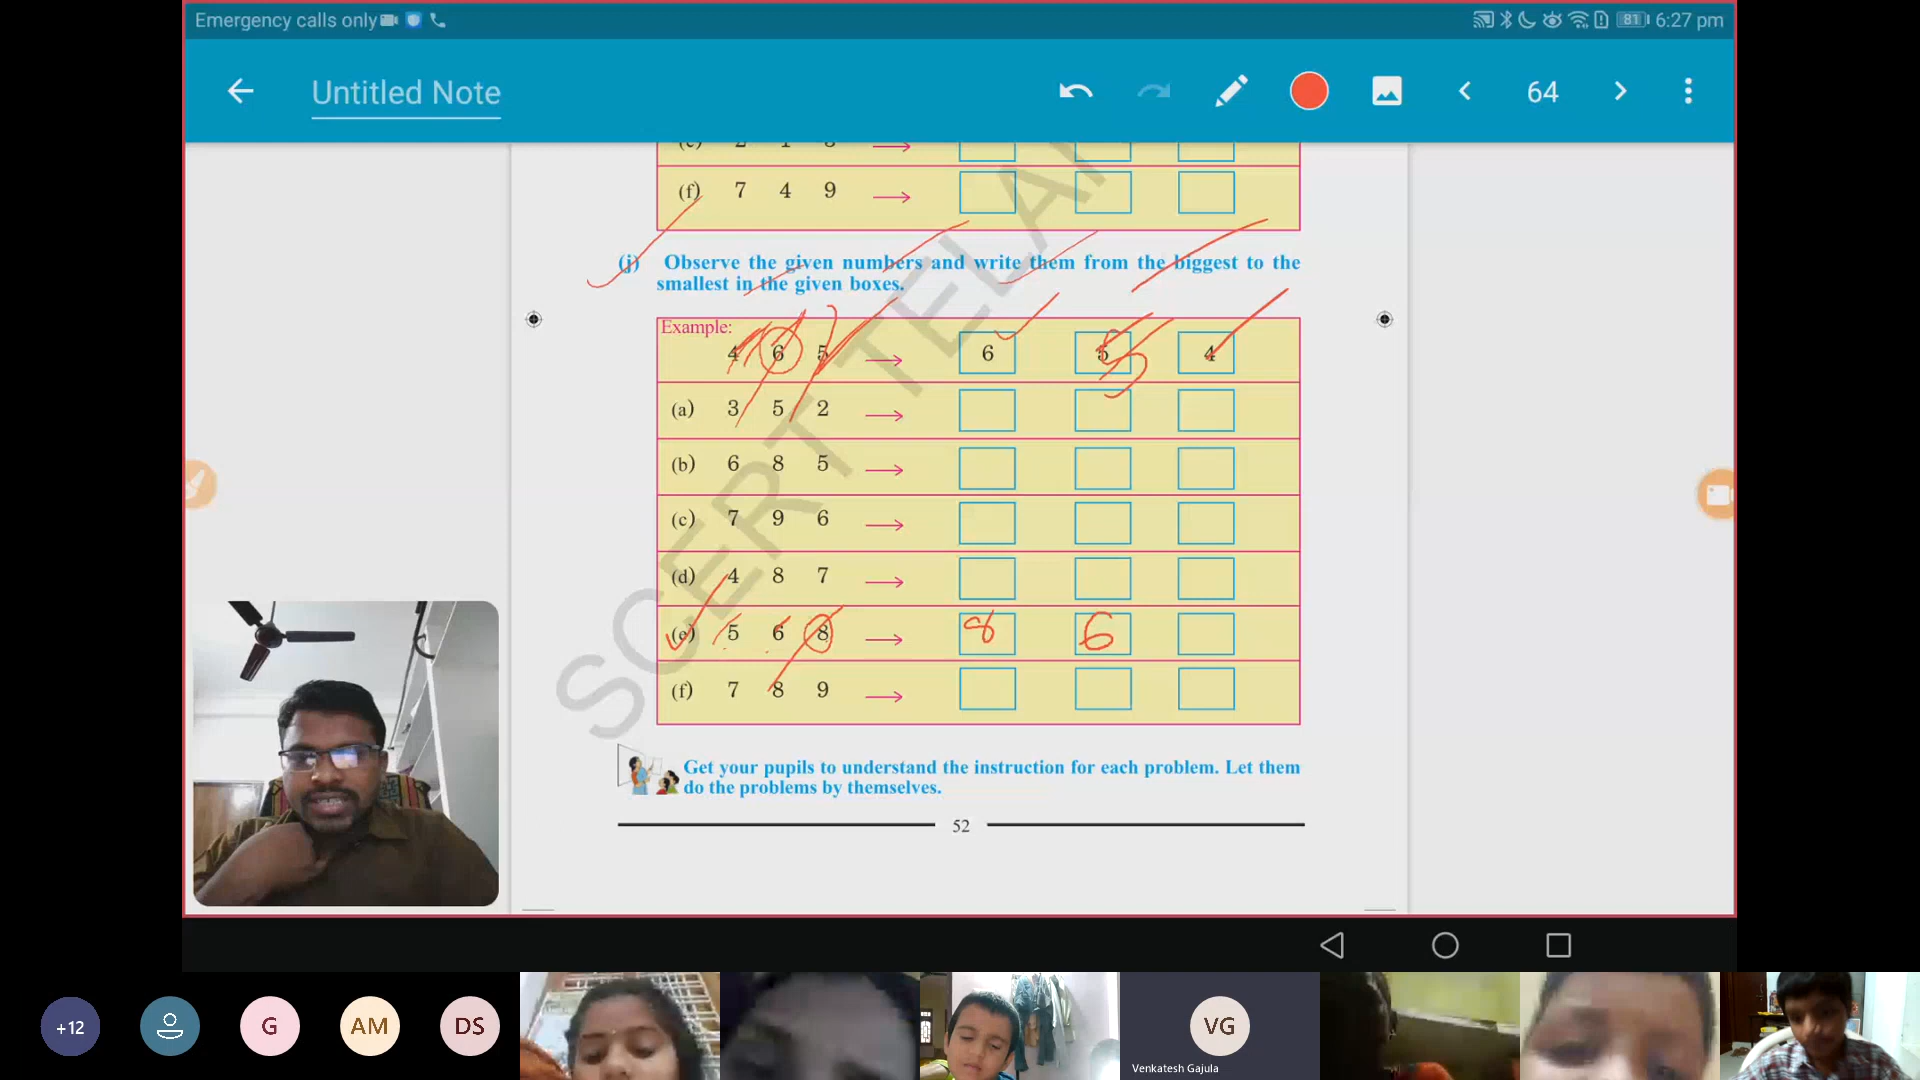 Emergency calls only 81 6:27 pm
Untitled Note 64
(f) 7 4 9
(j) Observe the given numbers and write them from the biggest to the
smallest in the given boxes.
Example:
4 6 5 6 5 4
(a) 3 5 2
(b) 6 8 5
(c) 7 9 6
(d) 4 8 7
(e) 5 6 8 8 6
(f) 7 8 9
SCERT TELAN
Get your pupils to understand the instruction for each problem. Let them
do the problems by themselves.
52
+12 G AM DS VG
Venkatesh Gajula